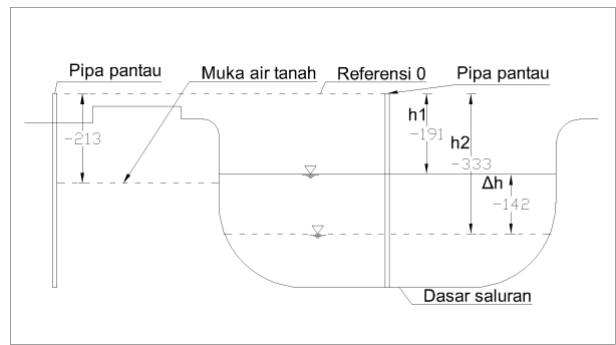 Pipa pantau
Muka air tanah
Referensi 0
Pipa pantau
h1
-191
-213
h2
-333
Δh
-142
Dasar saluran